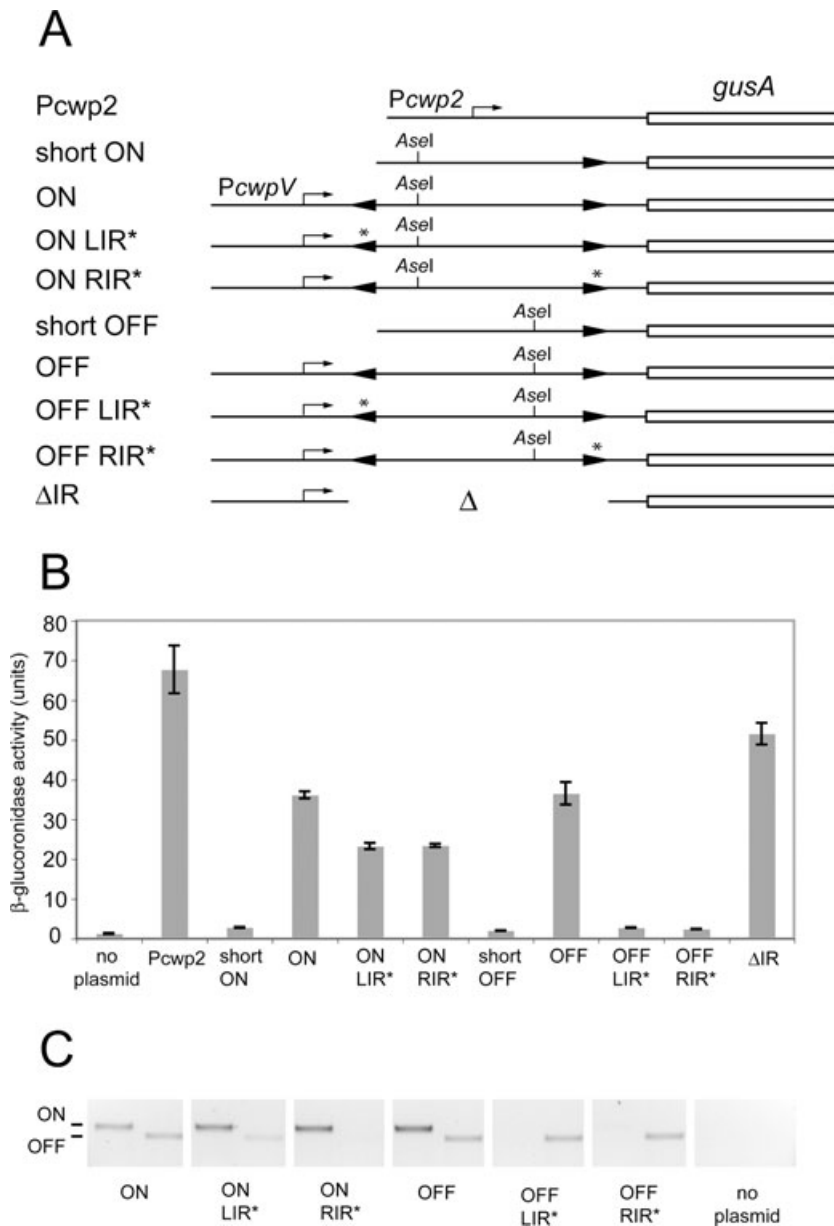 A
Pcwp2 Pcwp2 gusA
short ON AseI
ON PcwpV AseI
ON LIR* * AseI
ON RIR* AseI *
short OFF AseI
OFF AseI
OFF LIR* * AseI
OFF RIR* AseI *
ΔIR Δ
B
β-glucoronidase activity (units)
80
70
60
50
40
30
20
10
0
no plasmid
Pcwp2
short ON
ON
ON LIR*
ON RIR*
short OFF
OFF
OFF LIR*
OFF RIR*
ΔIR
C
ON
OFF
ON
ON LIR*
ON RIR*
OFF
OFF LIR*
OFF RIR*
no plasmid